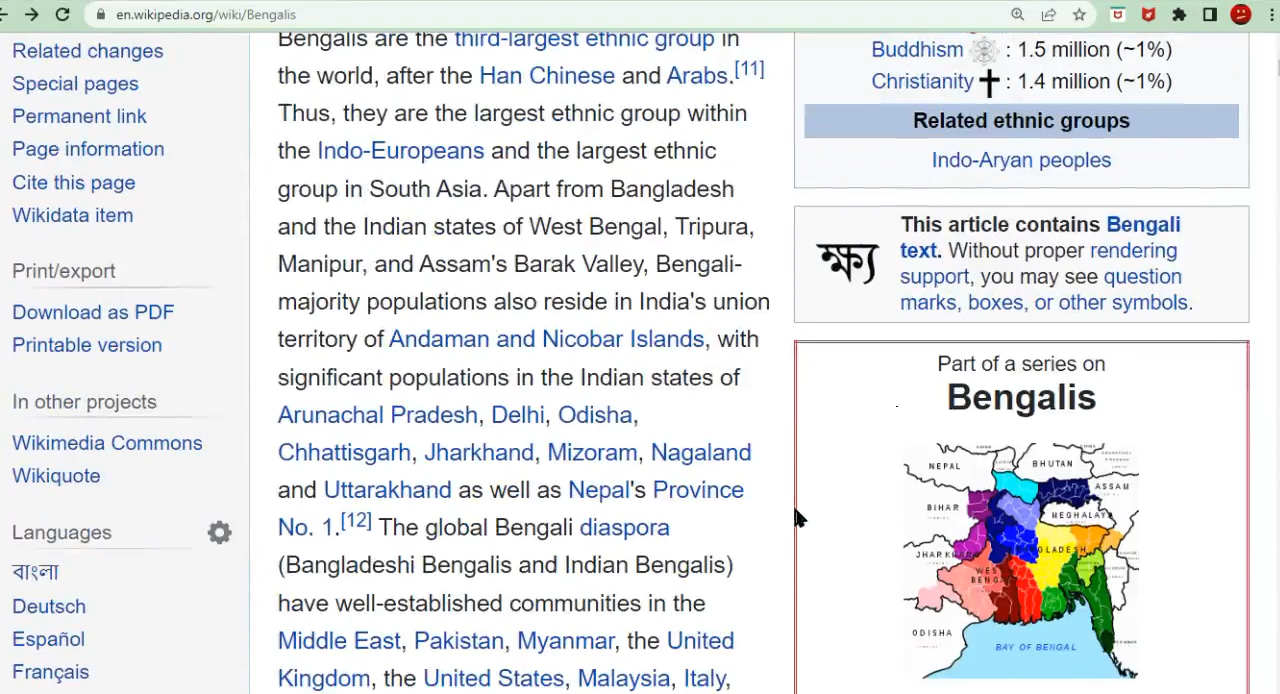 en.wikipedia.org/wiki/Bengalis
Related changes
Special pages
Permanent link
Page information
Cite this page
Wikidata item
Print/export
Download as PDF
Printable version
In other projects
Wikimedia Commons
Wikiquote
Languages
বাংলা
Deutsch
Español
Français
Bengalis are the third-largest ethnic group in
the world, after the Han Chinese and Arabs.[11]
Thus, they are the largest ethnic group within
the Indo-Europeans and the largest ethnic
group in South Asia. Apart from Bangladesh
and the Indian states of West Bengal, Tripura,
Manipur, and Assam's Barak Valley, Bengali-
majority populations also reside in India's union
territory of Andaman and Nicobar Islands, with
significant populations in the Indian states of
Arunachal Pradesh, Delhi, Odisha,
Chhattisgarh, Jharkhand, Mizoram, Nagaland
and Uttarakhand as well as Nepal's Province
No. 1.[12] The global Bengali diaspora
(Bangladeshi Bengalis and Indian Bengalis)
have well-established communities in the
Middle East, Pakistan, Myanmar, the United
Kingdom, the United States, Malaysia, Italy,
Buddhism : 1.5 million (~1%)
Christianity : 1.4 million (~1%)
Related ethnic groups
Indo-Aryan peoples
This article contains Bengali
text. Without proper rendering
support, you may see question
marks, boxes, or other symbols.
Part of a series on
Bengalis
NEPAL
BHUTAN
ASSAM
BIHAR
MEGHALAYA
JHARKHAND
BANGLADESH
WEST
BENGAL
ODISHA
BAY OF BENGAL